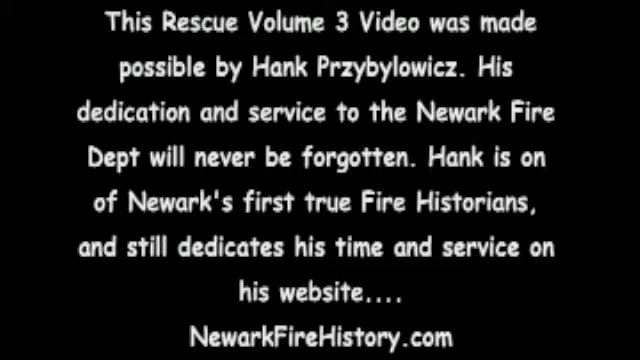 This Rescue Volume 3 Video was made
possible by Hank Przybylowicz. His
dedication and service to the Newark Fire
Dept will never be forgotten. Hank is on
of Newark's first true Fire Historians,
and still dedicates his time and service on
his website....
NewarkFireHistory.com